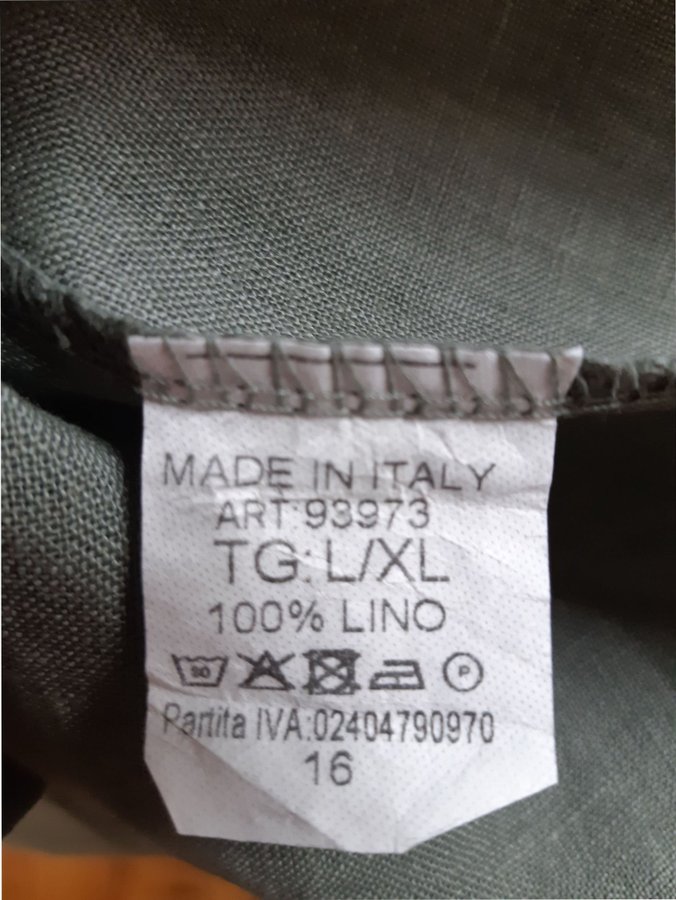 MADE IN ITALY
ART:93973
TG:L/XL
100% LINO
P
Partita IVA:02404790970
16